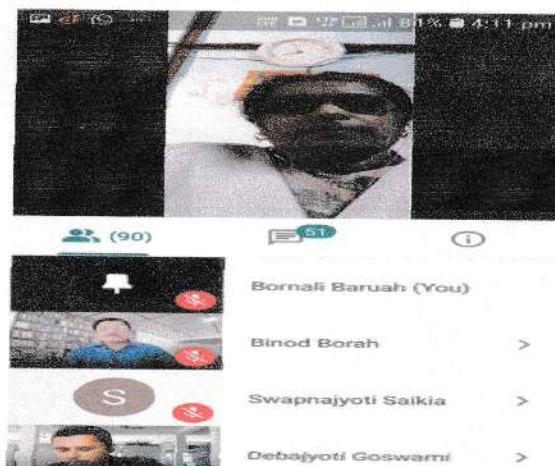 81% 4:11 pm
(90)
51
Bornali Baruah (You)
Binod Borah
S
Swapnajyoti Saikia
Debajyoti Goswami